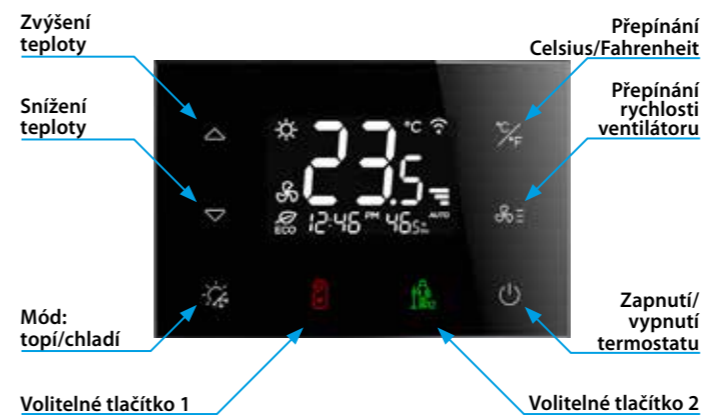 Zvýšení
teploty
Přepínání
Celsius/Fahrenheit
Snížení
teploty
Přepínání
rychlosti
ventilátoru
°C
23.5
°C/°F
ECO
12:46 PM
AUTO
Mód:
topí/chladí
Zapnutí/
vypnutí
termostatu
Volitelné tlačítko 1
Volitelné tlačítko 2